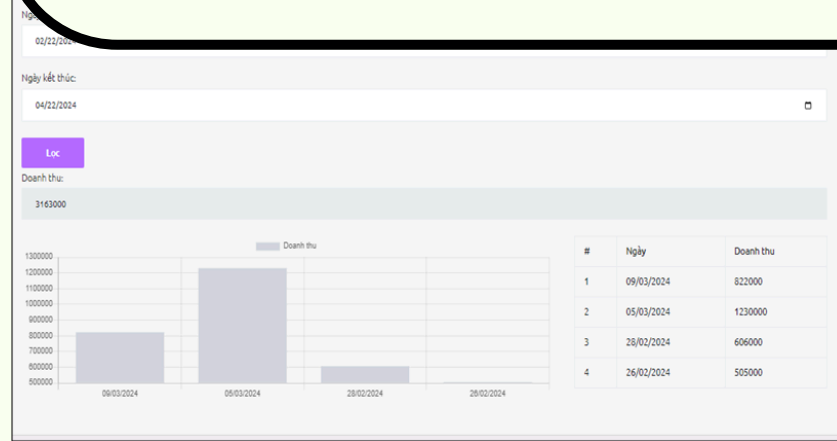 02/22/2024
Ngày kết thúc:
04/22/2024
Lọc
Doanh thu:
3163000
Doanh thu
1300000
1200000
1100000
1000000
900000
800000
700000
600000
500000
09/03/2024 05/03/2024 28/02/2024 26/02/2024
# Ngày Doanh thu
1 09/03/2024 822000
2 05/03/2024 1230000
3 28/02/2024 606000
4 26/02/2024 505000